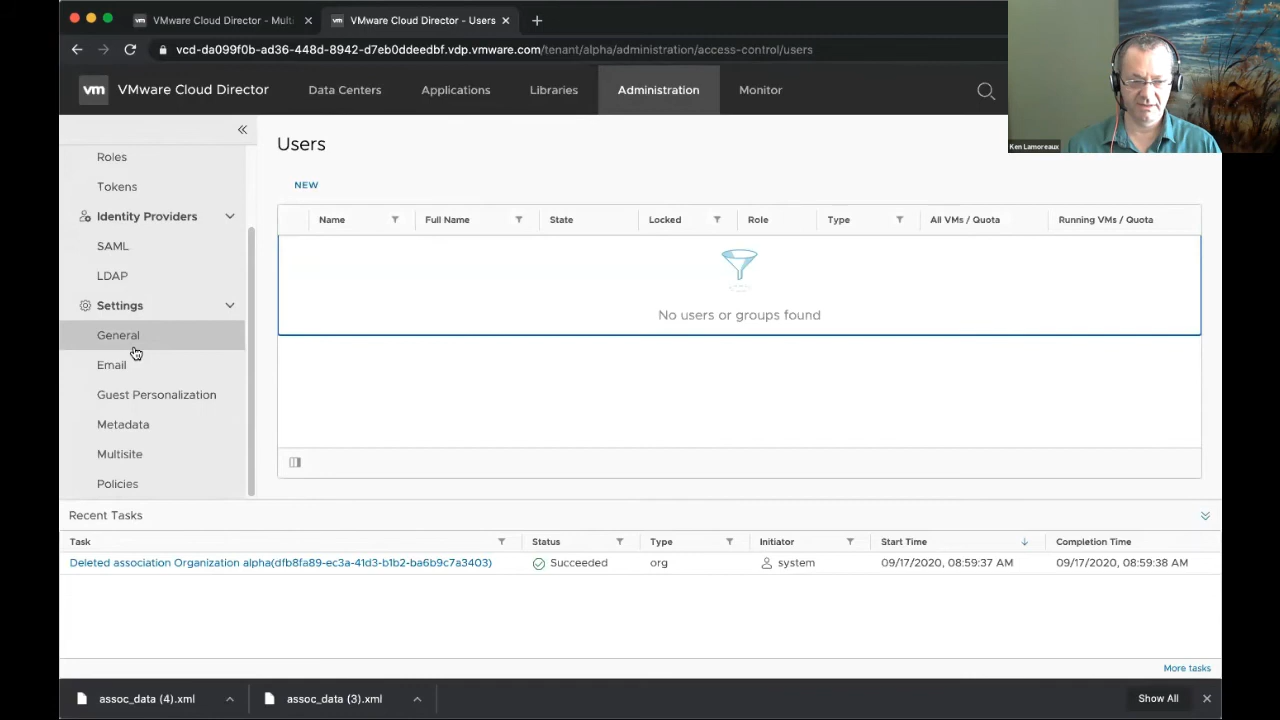 VMware Cloud Director - Mult
VMware Cloud Director - Users
vcd-da099f0b-ad36-448d-8942-d7eb0ddeedbf.vdp.vmware.com/tenant/alpha/administration/access-control/users
vm VMware Cloud Director Data Centers Applications Libraries Administration Monitor
Ken Lamoreaux
Roles
Tokens
Identity Providers
SAML
LDAP
Settings
General
Email
Guest Personalization
Metadata
Multisite
Policies
Users
NEW
Name Full Name State Locked Role Type All VMs / Quota Running VMs / Quota
No users or groups found
Recent Tasks
Task Status Type Initiator Start Time Completion Time
Deleted association Organization alpha(dfb8fa89-ec3a-41d3-b1b2-ba6b9c7a3403) Succeeded org system 09/17/2020, 08:59:37 AM 09/17/2020, 08:59:38 AM
More tasks
assoc_data (4).xml assoc_data (3).xml Show All